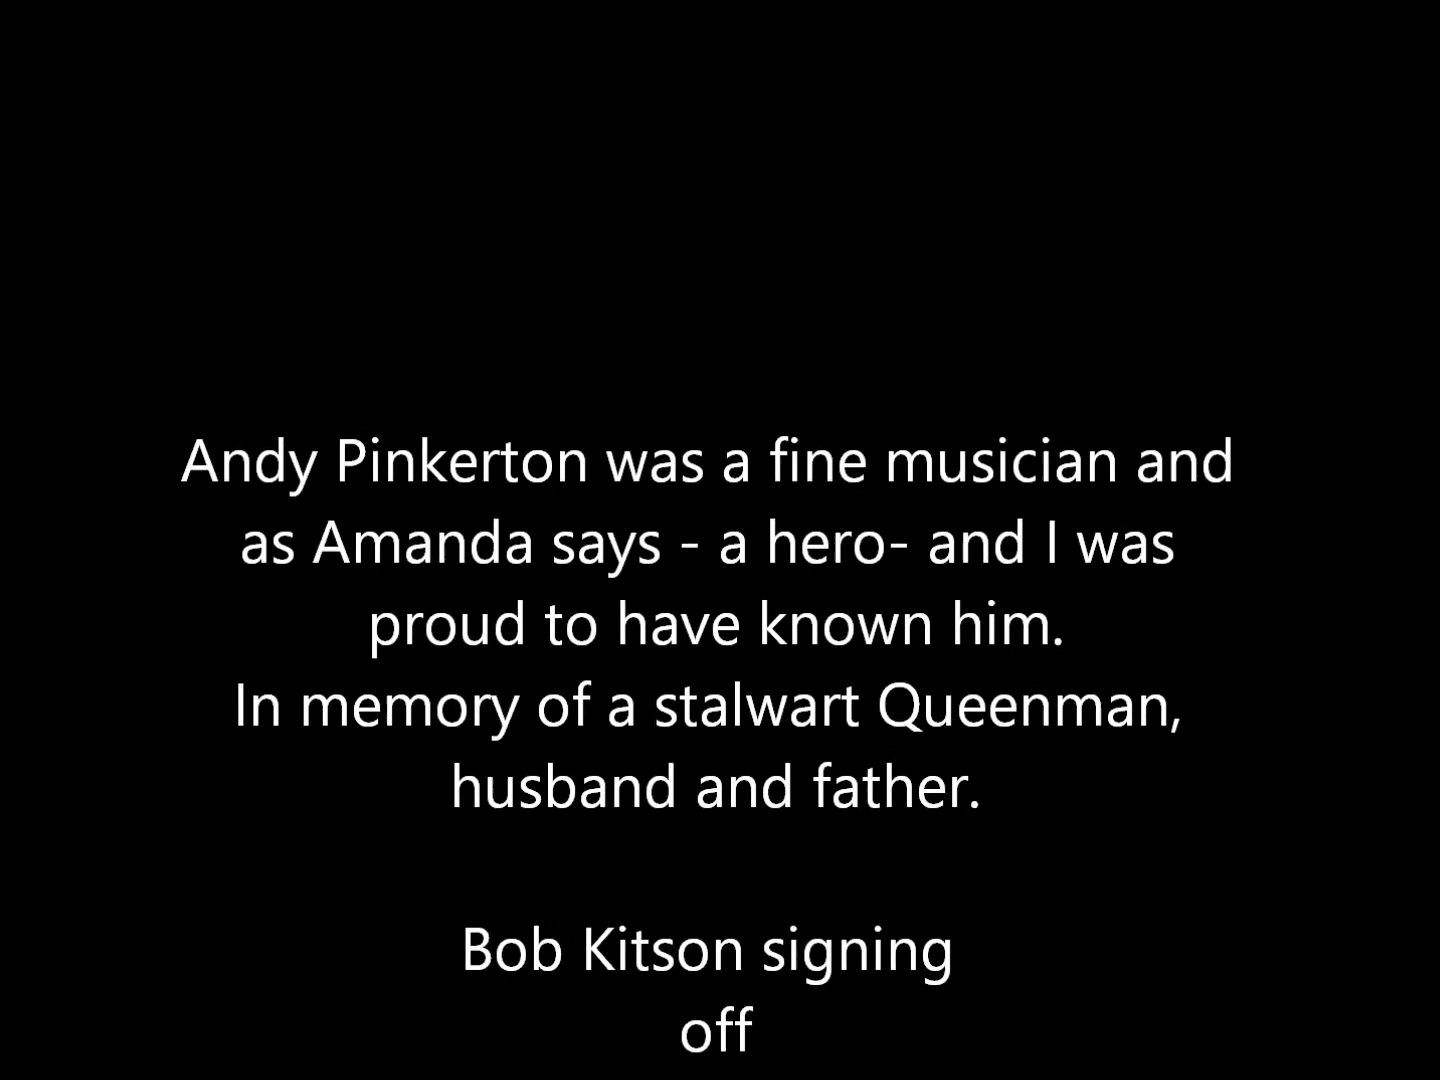 Andy Pinkerton was a fine musician and
as Amanda says - a hero- and I was
proud to have known him.
In memory of a stalwart Queenman,
husband and father.
Bob Kitson signing
off